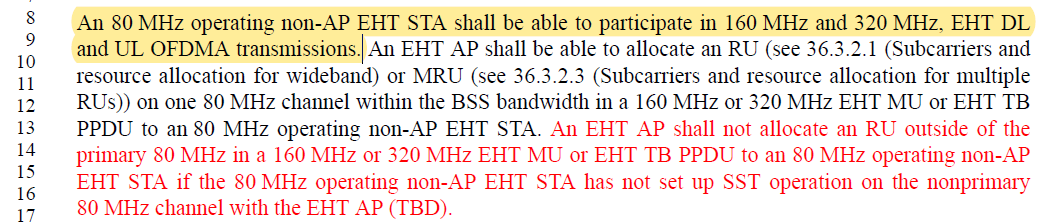 8 An 80 MHz operating non-AP EHT STA shall be able to participate in 160 MHz and 320 MHz, EHT DL
9 and UL OFDMA transmissions. An EHT AP shall be able to allocate an RU (see 36.3.2.1 (Subcarriers and
10 resource allocation for wideband) or MRU (see 36.3.2.3 (Subcarriers and resource allocation for multiple
11 RUs)) on one 80 MHz channel within the BSS bandwidth in a 160 MHz or 320 MHz EHT MU or EHT TB
12 PPDU to an 80 MHz operating non-AP EHT STA. An EHT AP shall not allocate an RU outside of the
13 primary 80 MHz in a 160 MHz or 320 MHz EHT MU or EHT TB PPDU to an 80 MHz operating non-AP
14 EHT STA if the 80 MHz operating non-AP EHT STA has not set up SST operation on the nonprimary
15 80 MHz channel with the EHT AP (TBD).
16
17